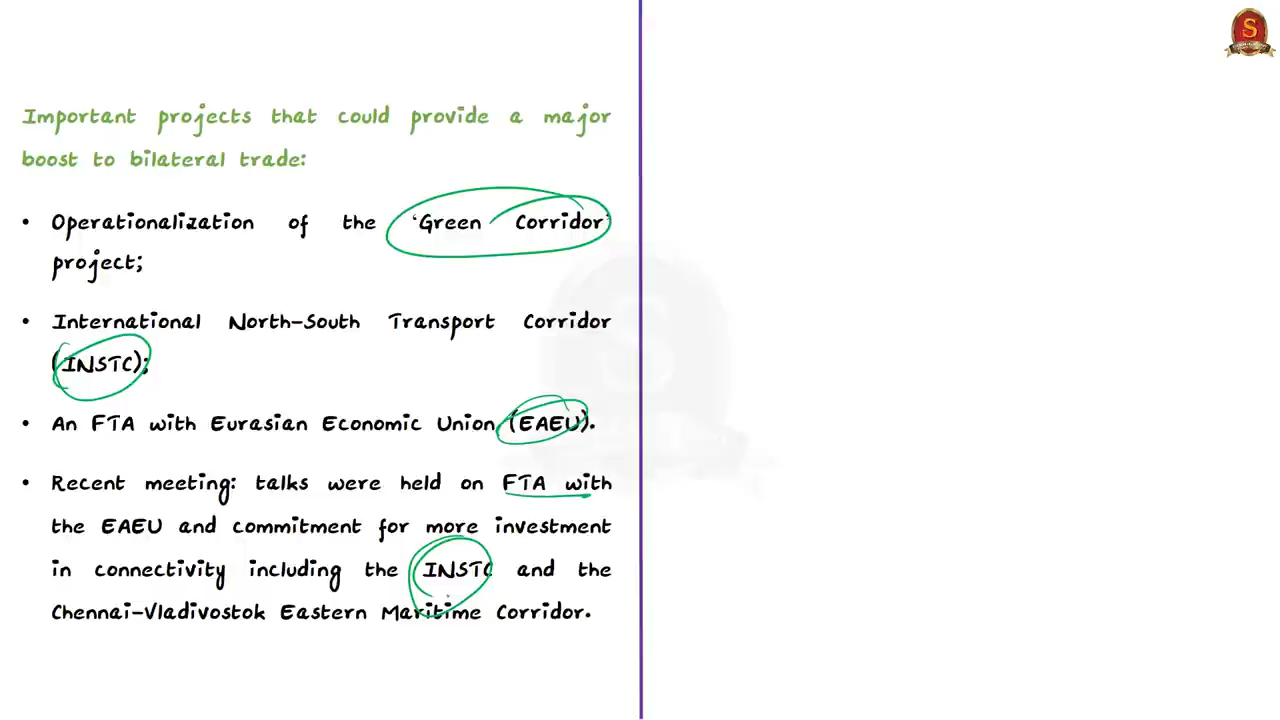 Important projects that could provide a major
boost to bilateral trade:
• Operationalization of the 'Green Corridor'
project;
• International North-South Transport Corridor
(INSTC);
• An FTA with Eurasian Economic Union (EAEU).
• Recent meeting: talks were held on FTA with
the EAEU and commitment for more investment
in connectivity including the INSTC and the
Chennai-Vladivostok Eastern Maritime Corridor.
S